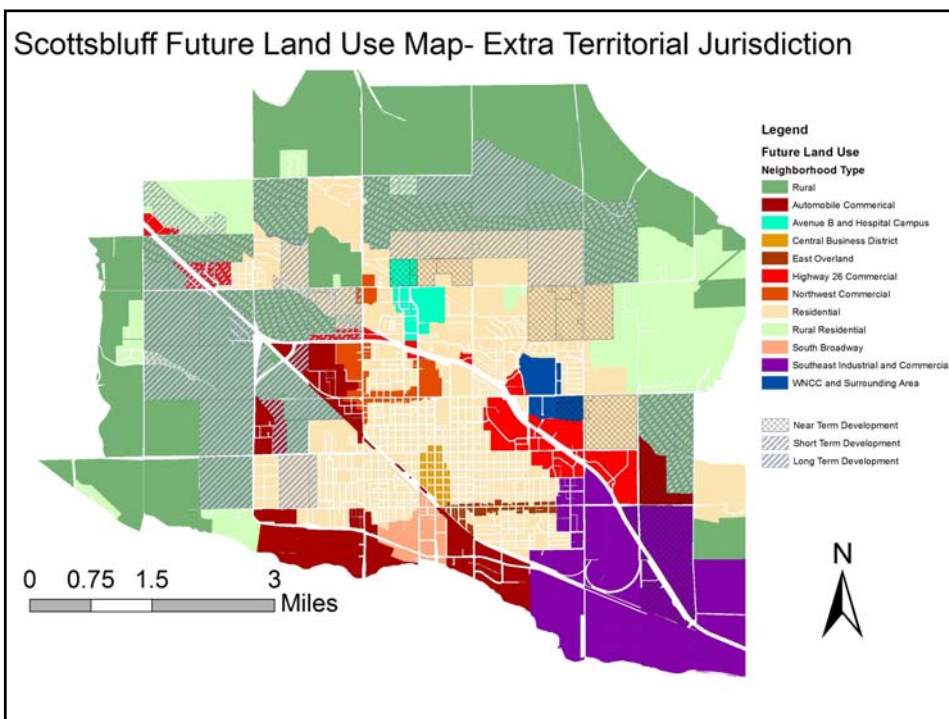 Scottsbluff Future Land Use Map- Extra Territorial Jurisdiction
Legend
Future Land Use
Neighborhood Type
Rural
Automobile Commerical
Avenue B and Hospital Campus
Central Business District
East Overland
Highway 26 Commercial
Northwest Commercial
Residential
Rural Residential
South Broadway
Southeast Industrial and Commercia
WNCC and Surrounding Area
Near Term Development
Short Term Development
Long Term Development
N
0 0.75 1.5 3
Miles